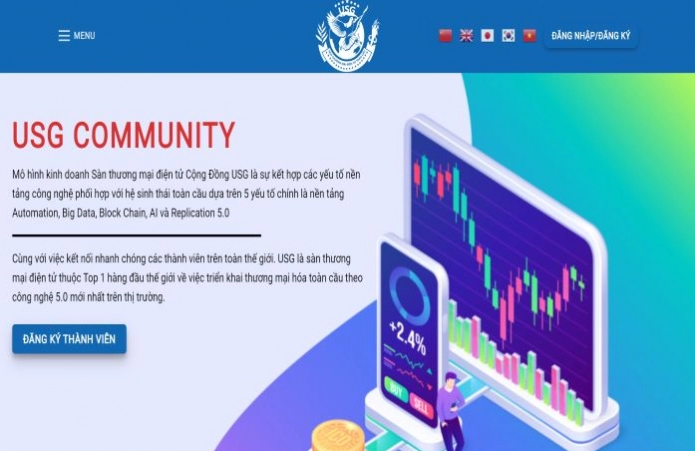 MENU
USG
ĐĂNG NHẬP/ĐĂNG KÝ
USG COMMUNITY
Mô hình kinh doanh Sàn thương mại điện tử Cộng Đồng USG là sự kết hợp các yếu tố nền
tảng công nghệ phối hợp với hệ sinh thái toàn cầu dựa trên 5 yếu tố chính là nền tảng
Automation, Big Data, Block Chain, AI và Replication 5.0
Cùng với việc kết nối nhanh chóng các thành viên trên toàn thế giới. USG là sàn thương
mại điện tử thuộc Top 1 hàng đầu thế giới về việc triển khai thương mại hóa toàn cầu theo
công nghệ 5.0 mới nhất trên thị trường.
ĐĂNG KÝ THÀNH VIÊN
+2.4%
BUY
SELL